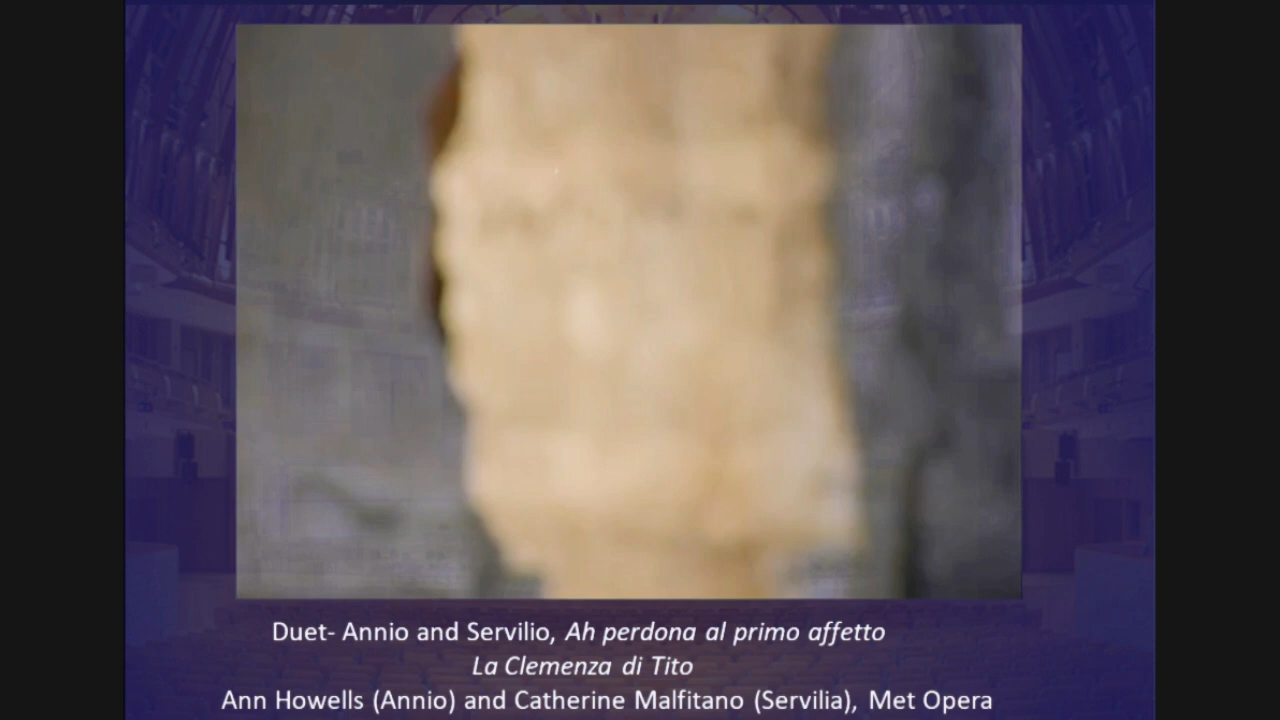 Duet- Annio and Servilio, Ah perdona al primo affetto
La Clemenza di Tito
Ann Howells (Annio) and Catherine Malfitano (Servilia), Met Opera